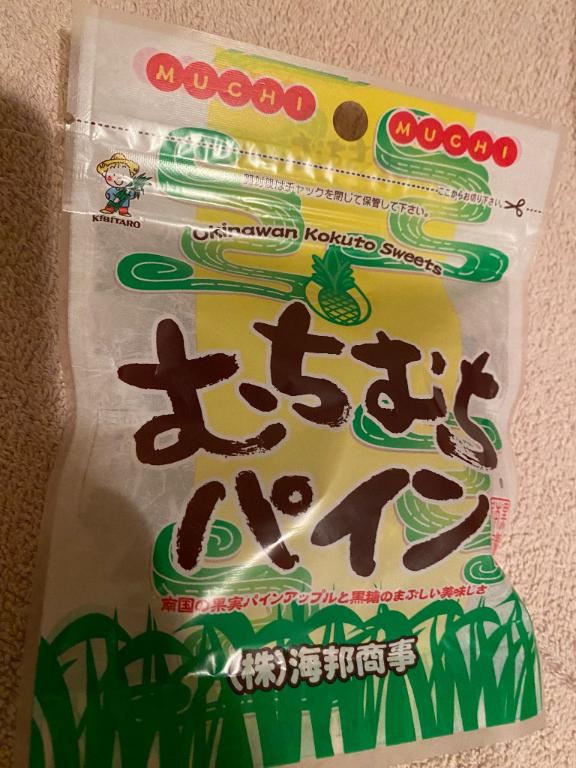 MUCHI MUCHI
ここからお切り下さい。
開封後はチャックを閉じて保管して下さい。
KiBiTARO
Okinawan Kokuto Sweets
むちむち
パイン
南国の果実パインアップルと黒糖のまぶしい美味しさ
(株)海邦商事